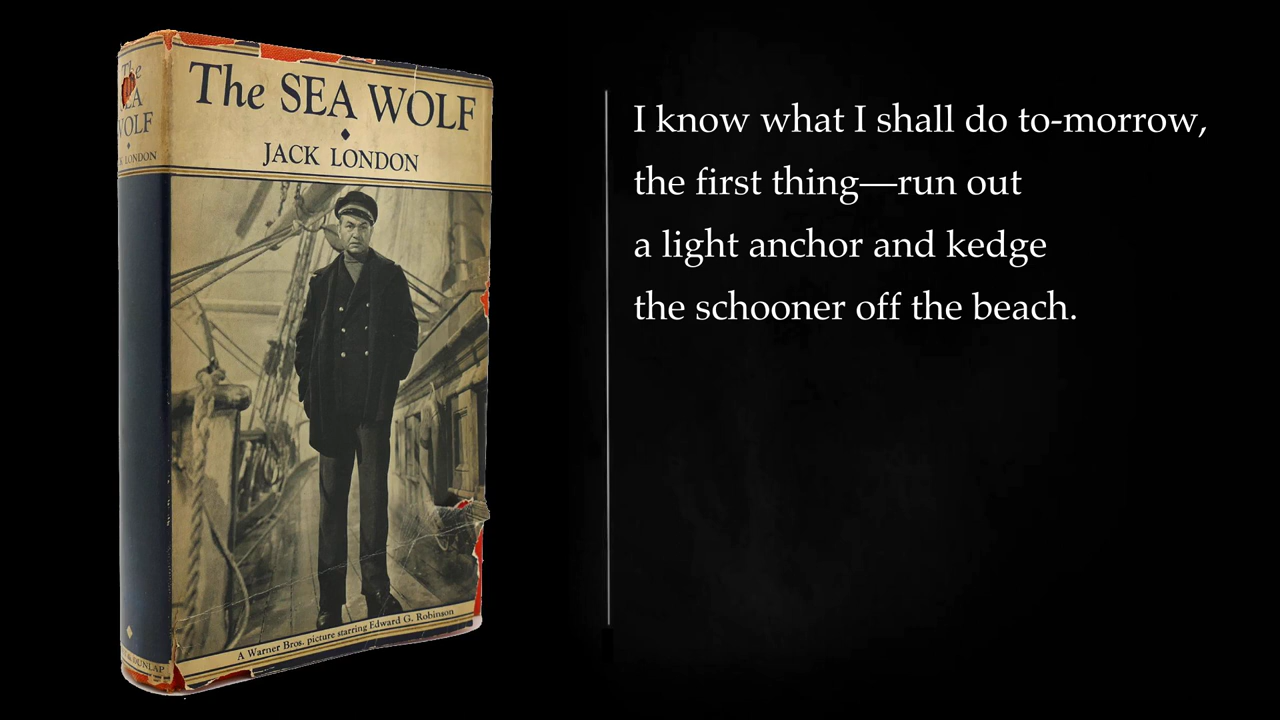 The SEA WOLF
JACK LONDON
A Warner Bros. picture starring Edward G. Robinson
The
SEA
WOLF
LONDON
DUNLAP
I know what I shall do to-morrow,
the first thing—run out
a light anchor and kedge
the schooner off the beach.